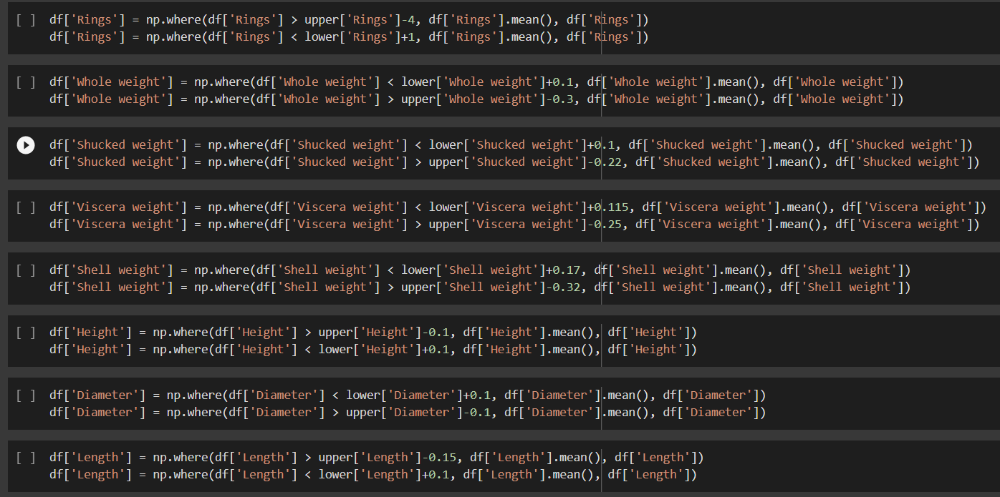 [ ] df['Rings'] = np.where(df['Rings'] > upper['Rings']-4, df['Rings'].mean(), df['Rings'])
df['Rings'] = np.where(df['Rings'] < lower['Rings']+1, df['Rings'].mean(), df['Rings'])
[ ] df['Whole weight'] = np.where(df['Whole weight'] < lower['Whole weight']+0.1, df['Whole weight'].mean(), df['Whole weight'])
df['Whole weight'] = np.where(df['Whole weight'] > upper['Whole weight']-0.3, df['Whole weight'].mean(), df['Whole weight'])
df['Shucked weight'] = np.where(df['Shucked weight'] < lower['Shucked weight']+0.1, df['Shucked weight'].mean(), df['Shucked weight'])
df['Shucked weight'] = np.where(df['Shucked weight'] > upper['Shucked weight']-0.22, df['Shucked weight'].mean(), df['Shucked weight'])
[ ] df['Viscera weight'] = np.where(df['Viscera weight'] < lower['Viscera weight']+0.115, df['Viscera weight'].mean(), df['Viscera weight'])
df['Viscera weight'] = np.where(df['Viscera weight'] > upper['Viscera weight']-0.25, df['Viscera weight'].mean(), df['Viscera weight'])
[ ] df['Shell weight'] = np.where(df['Shell weight'] < lower['Shell weight']+0.17, df['Shell weight'].mean(), df['Shell weight'])
df['Shell weight'] = np.where(df['Shell weight'] > upper['Shell weight']-0.32, df['Shell weight'].mean(), df['Shell weight'])
[ ] df['Height'] = np.where(df['Height'] > upper['Height']-0.1, df['Height'].mean(), df['Height'])
df['Height'] = np.where(df['Height'] < lower['Height']+0.1, df['Height'].mean(), df['Height'])
[ ] df['Diameter'] = np.where(df['Diameter'] < lower['Diameter']+0.1, df['Diameter'].mean(), df['Diameter'])
df['Diameter'] = np.where(df['Diameter'] > upper['Diameter']-0.1, df['Diameter'].mean(), df['Diameter'])
[ ] df['Length'] = np.where(df['Length'] > upper['Length']-0.15, df['Length'].mean(), df['Length'])
df['Length'] = np.where(df['Length'] < lower['Length']+0.1, df['Length'].mean(), df['Length'])